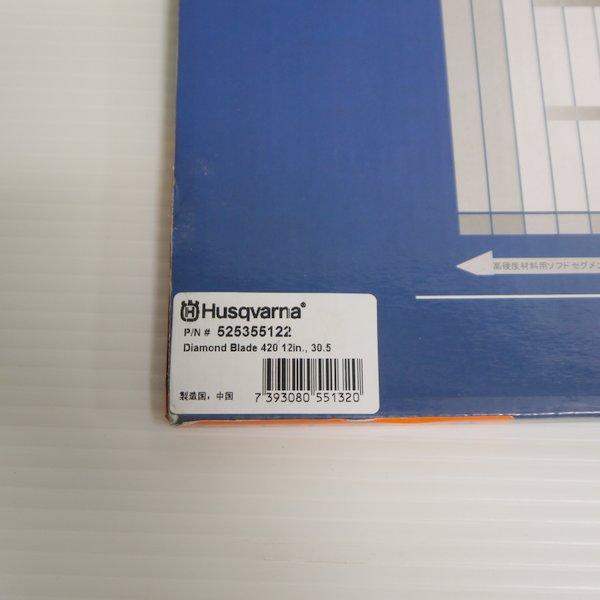 高硬度材料用ソフトセグメン
Husqvarna®
P/N # 525355122
Diamond Blade 420 12in., 30.5
製造国，中国
7 393080 551320